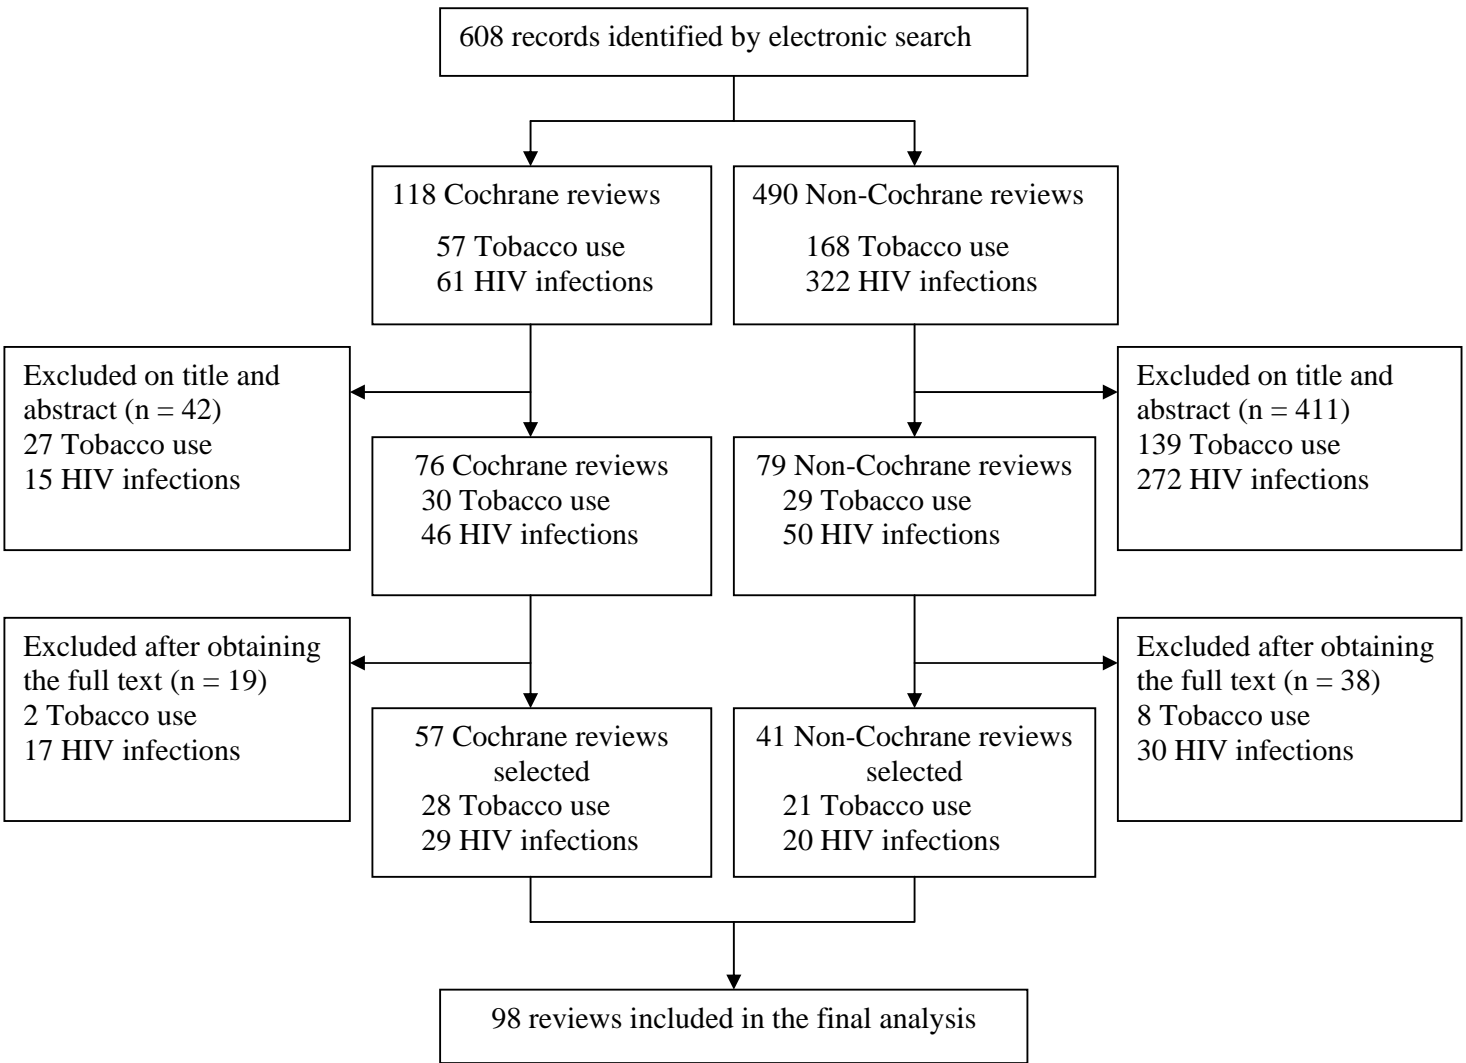 608 records identified by electronic search
118 Cochrane reviews
57 Tobacco use
61 HIV infections
490 Non-Cochrane reviews
168 Tobacco use
322 HIV infections
Excluded on title and
abstract (n = 42)
27 Tobacco use
15 HIV infections
Excluded on title and
abstract (n = 411)
139 Tobacco use
272 HIV infections
76 Cochrane reviews
30 Tobacco use
46 HIV infections
79 Non-Cochrane reviews
29 Tobacco use
50 HIV infections
Excluded after obtaining
the full text (n = 19)
2 Tobacco use
17 HIV infections
Excluded after obtaining
the full text (n = 38)
8 Tobacco use
30 HIV infections
57 Cochrane reviews
selected
28 Tobacco use
29 HIV infections
41 Non-Cochrane reviews
selected
21 Tobacco use
20 HIV infections
98 reviews included in the final analysis